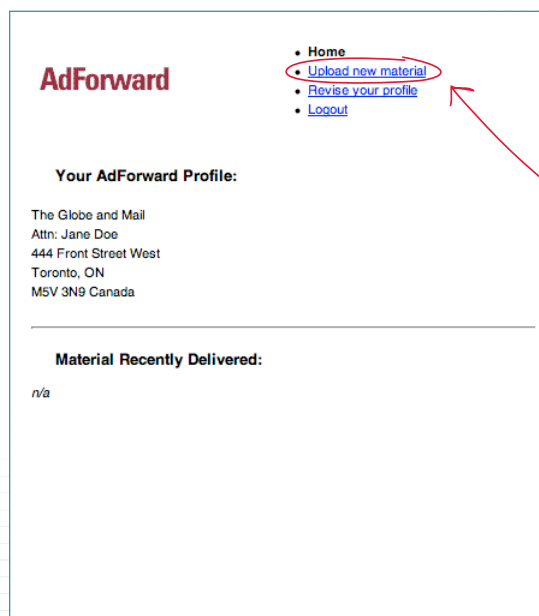 AdForward
Home
Upload new material
Revise your profile
Logout
Your AdForward Profile:
The Globe and Mail
Attn: Jane Doe
444 Front Street West
Toronto, ON
M5V 3N9 Canada
Material Recently Delivered:
n/a